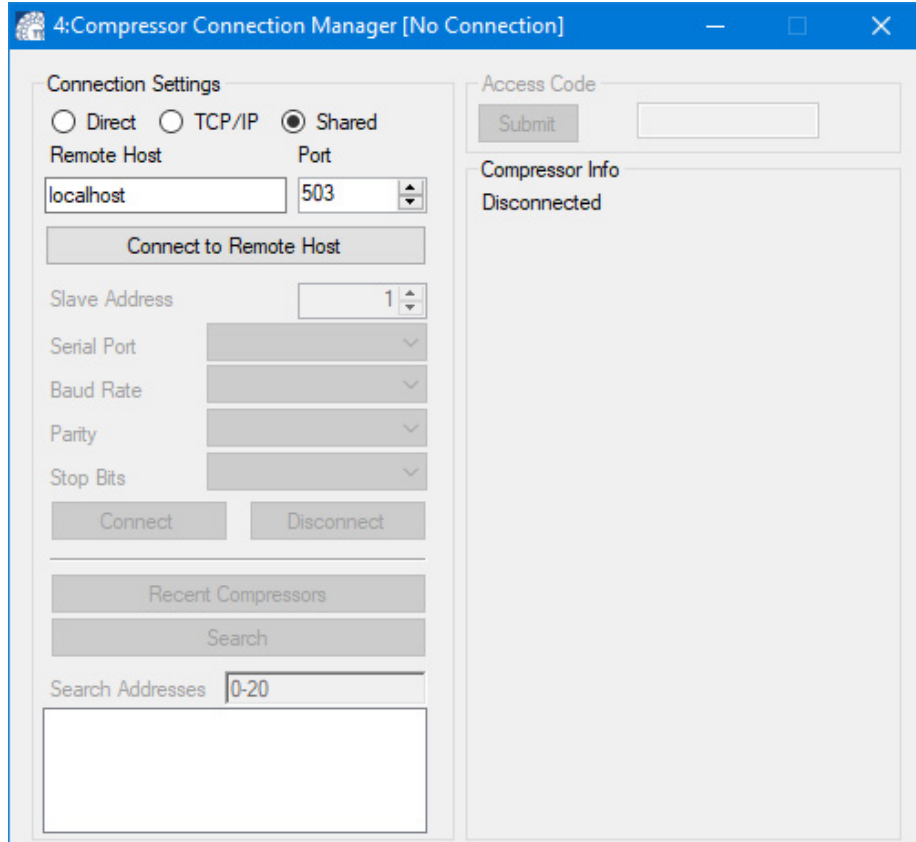 4:Compressor Connection Manager [No Connection]
Connection Settings
Direct TCP/IP Shared
Remote Host Port
localhost 503
Connect to Remote Host
Slave Address 1
Serial Port
Baud Rate
Parity
Stop Bits
Connect Disconnect
Recent Compressors
Search
Search Addresses 0-20
Access Code
Submit
Compressor Info
Disconnected